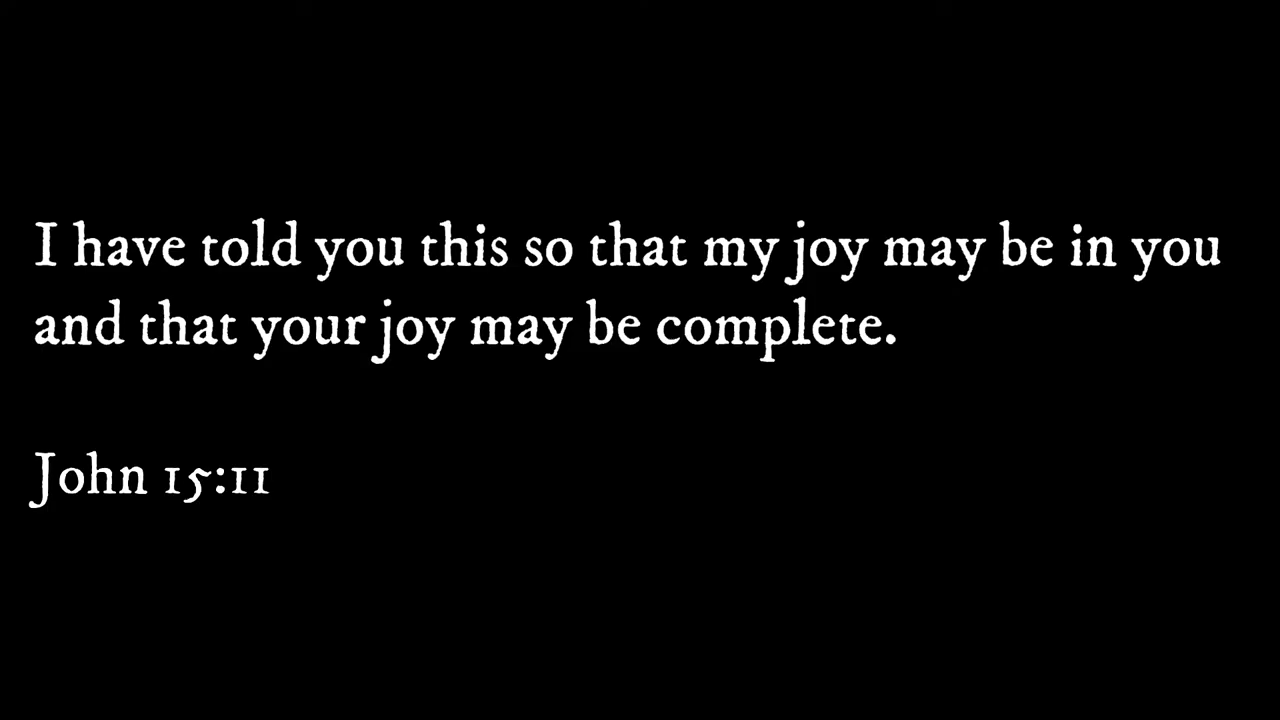 I have told you this so that my joy may be in you
and that your joy may be complete.
John 15:11